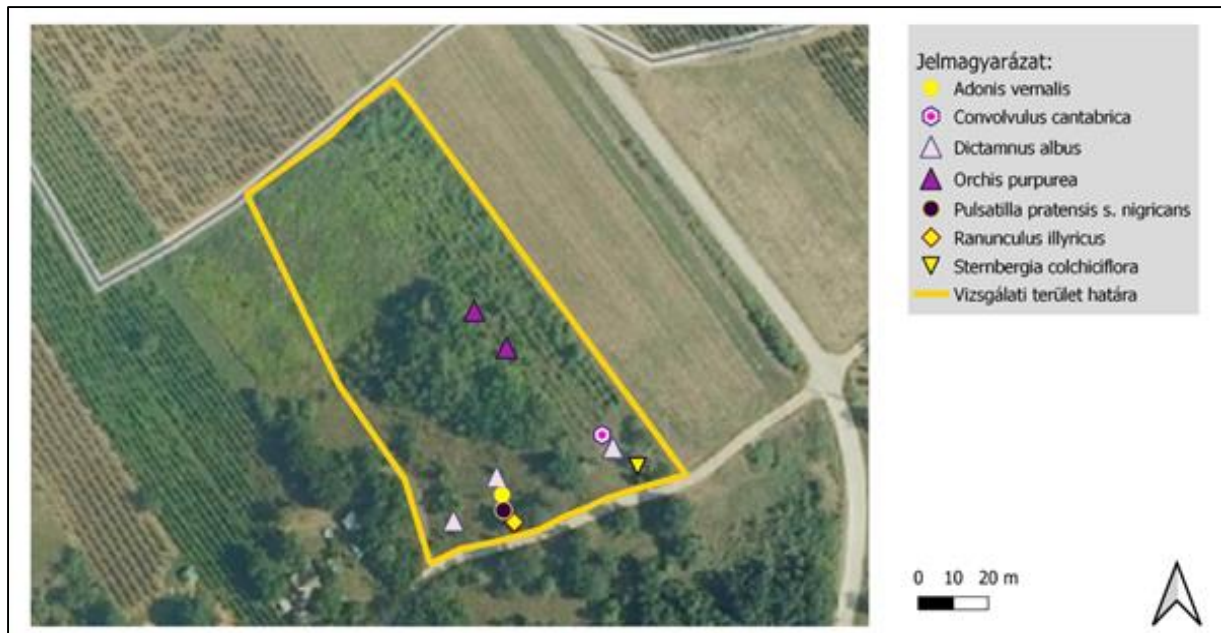 Jelmagyarázat:
Adonis vernalis
Convolvulus cantabrica
Dictamnus albus
Orchis purpurea
Pulsatilla pratensis s. nigricans
Ranunculus illyricus
Sternbergia colchiciflora
Vizsgálati terület határa
0 10 20 m